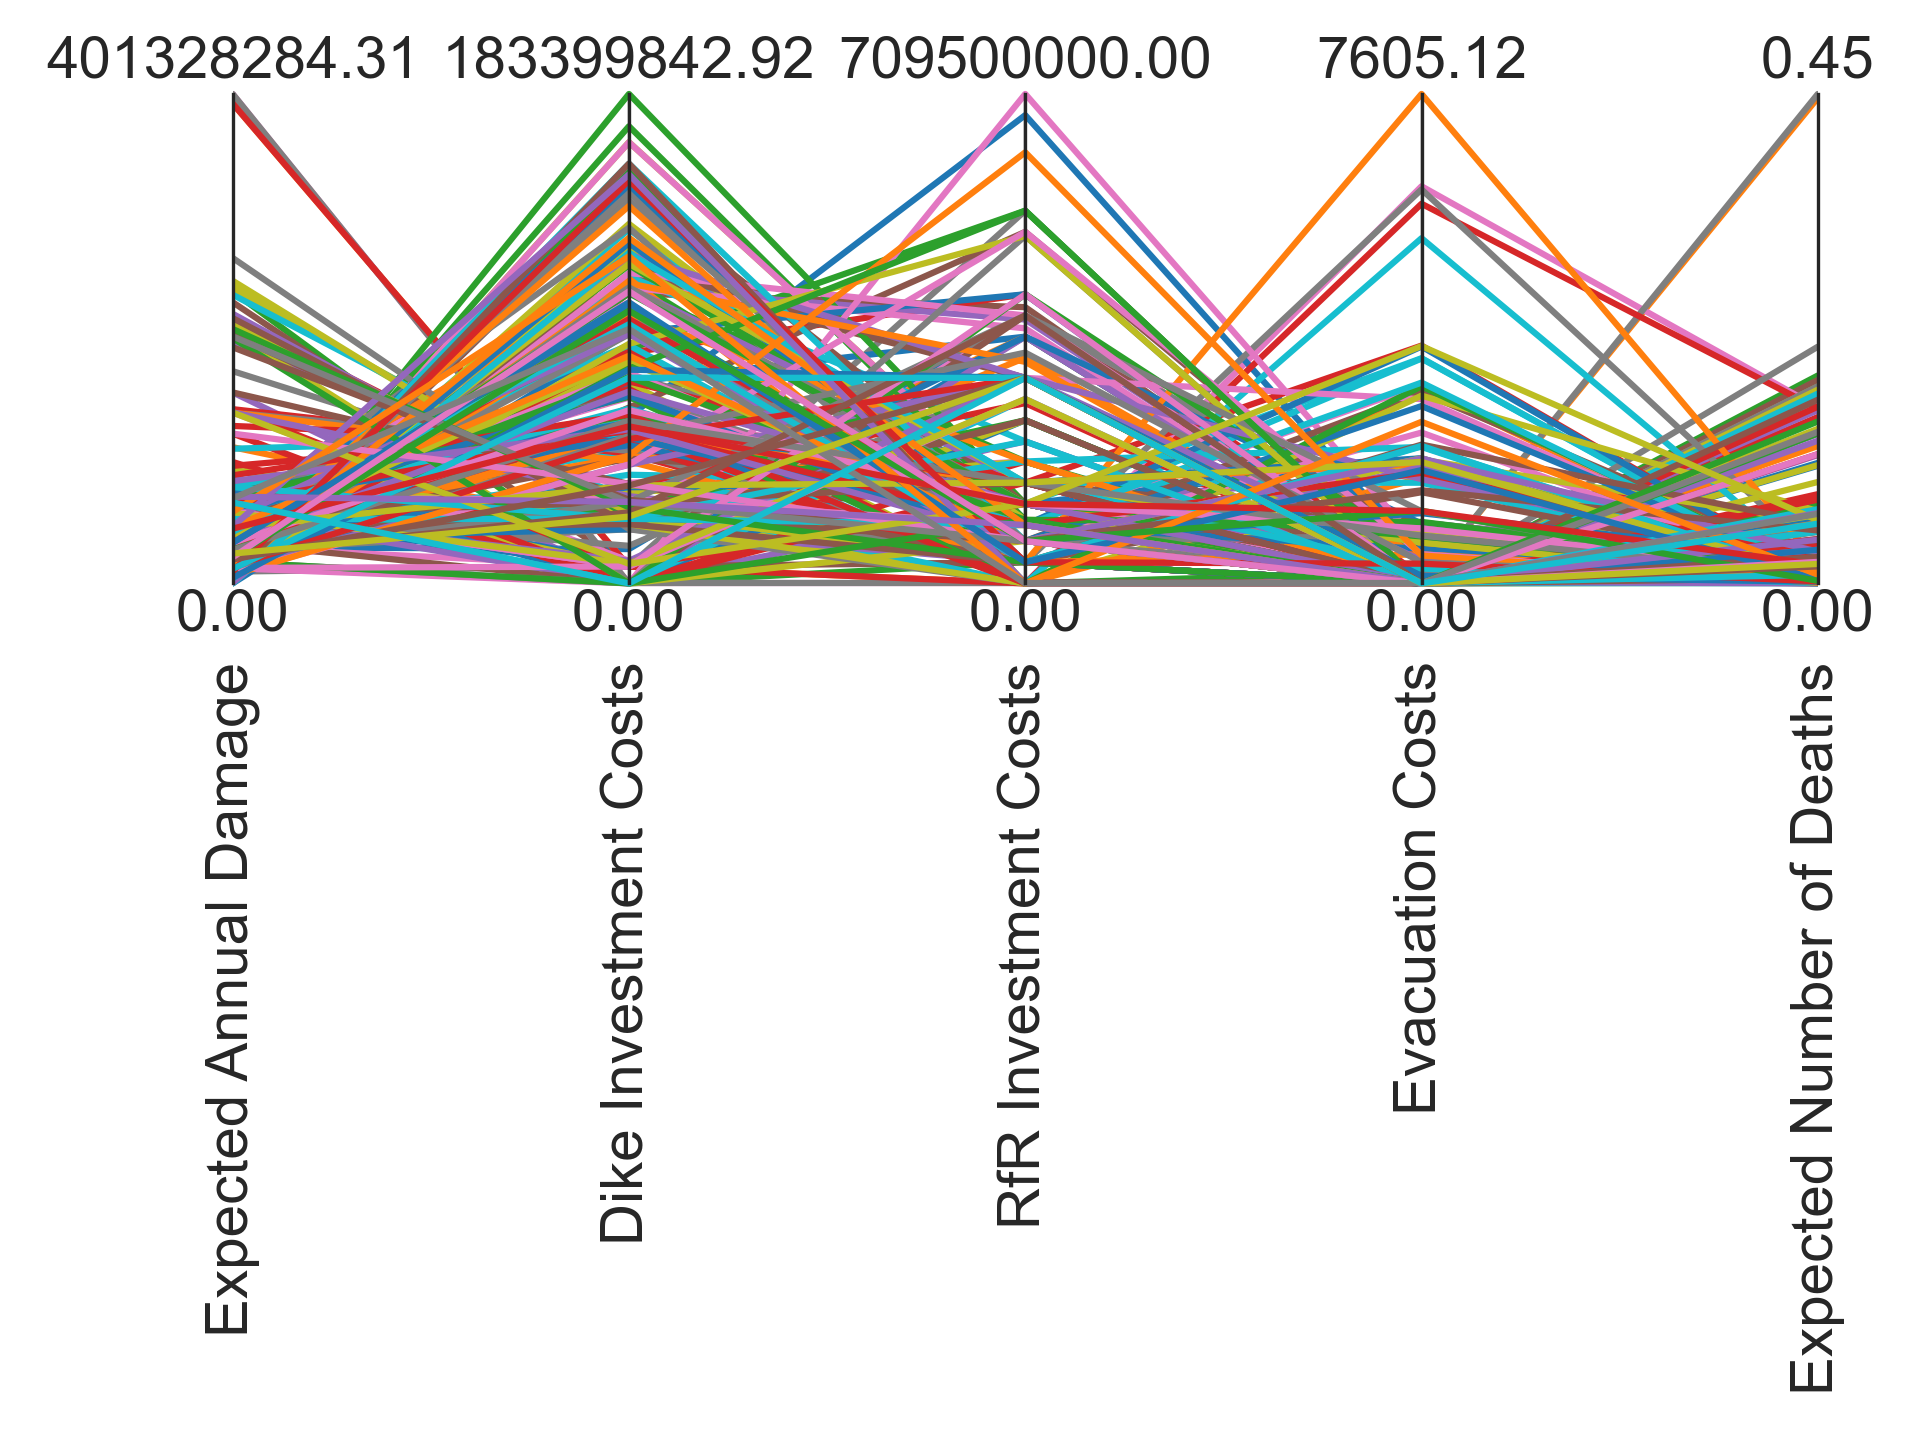 401328284.31
183399842.92
709500000.00
7605.12
0.45
0.00
0.00
0.00
0.00
0.00
Expected Annual Damage
Dike Investment Costs
RfR Investment Costs
Evacuation Costs
Expected Number of Deaths